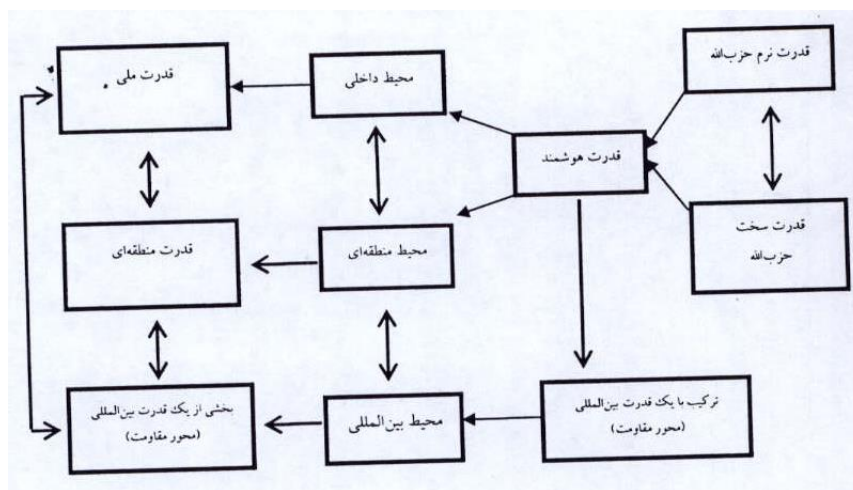 قدرت نرم حزب‌الله
محیط داخلی
قدرت ملی
قدرت هوشمند
قدرت سخت
حزب‌الله
محیط منطقه‌ای
قدرت منطقه‌ای
ترکیب با یک قدرت بین‌المللی
(محور مقاومت)
محیط بین‌المللی
بخشی از یک قدرت بین‌المللی
(محور مقاومت)